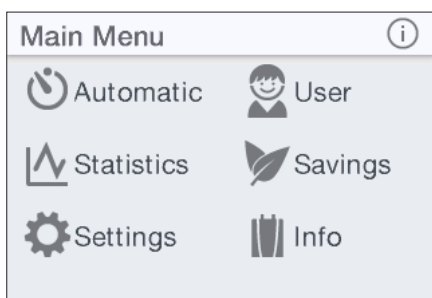 Main Menu
Automatic
User
Statistics
Savings
Settings
Info